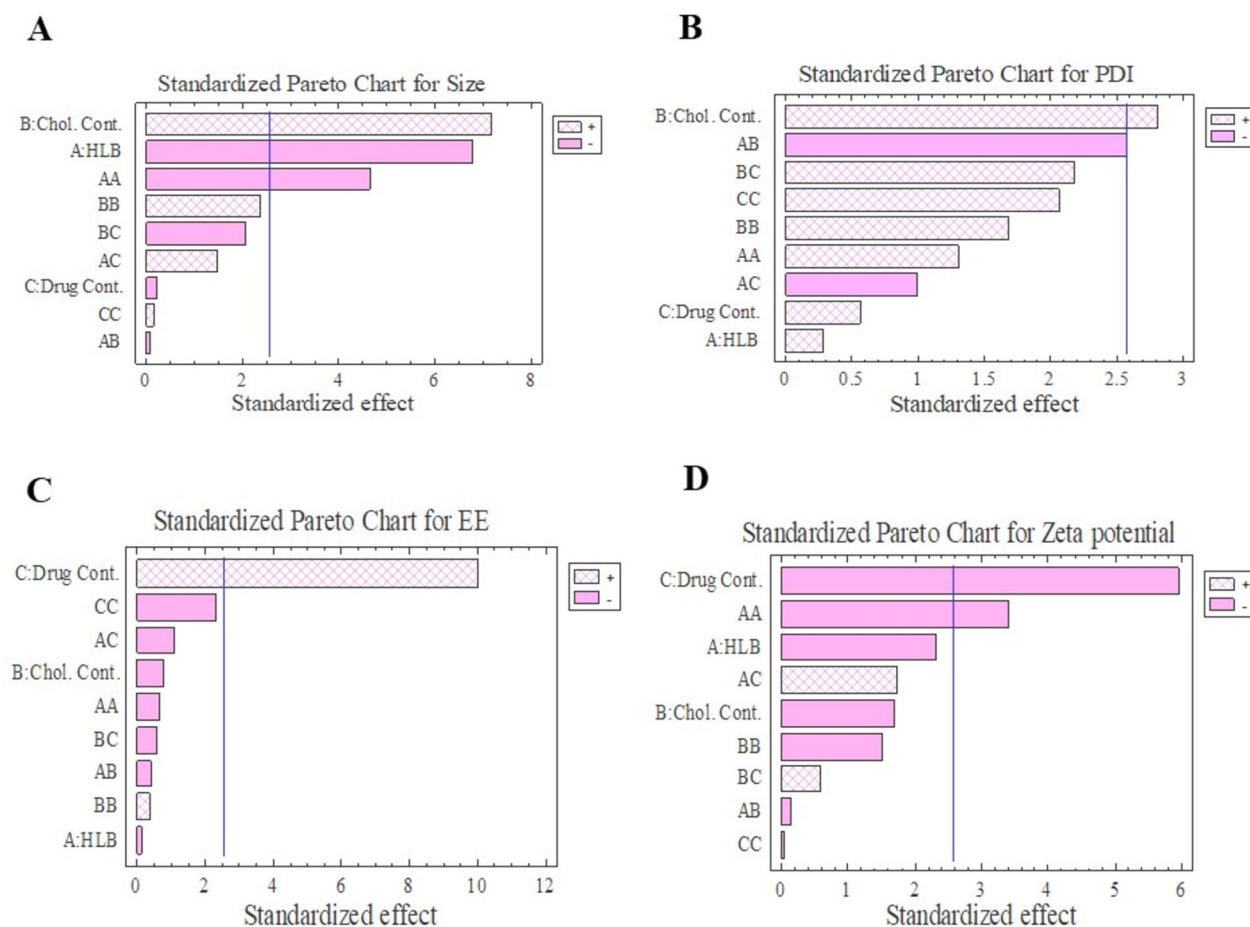 A
Standardized Pareto Chart for Size
B:Chol. Cont.
A:HLB
AA
BB
BC
AC
C:Drug Cont.
CC
AB
+
-
0 2 4 6 8
Standardized effect
B
Standardized Pareto Chart for PDI
B:Chol. Cont.
AB
BC
CC
BB
AA
AC
C:Drug Cont.
A:HLB
+
-
0 0.5 1 1.5 2 2.5 3
Standardized effect
C
Standardized Pareto Chart for EE
C:Drug Cont.
CC
AC
B:Chol. Cont.
AA
BC
AB
BB
A:HLB
+
-
0 2 4 6 8 10 12
Standardized effect
D
Standardized Pareto Chart for Zeta potential
C:Drug Cont.
AA
A:HLB
AC
B:Chol. Cont.
BB
BC
AB
CC
+
-
0 1 2 3 4 5 6
Standardized effect